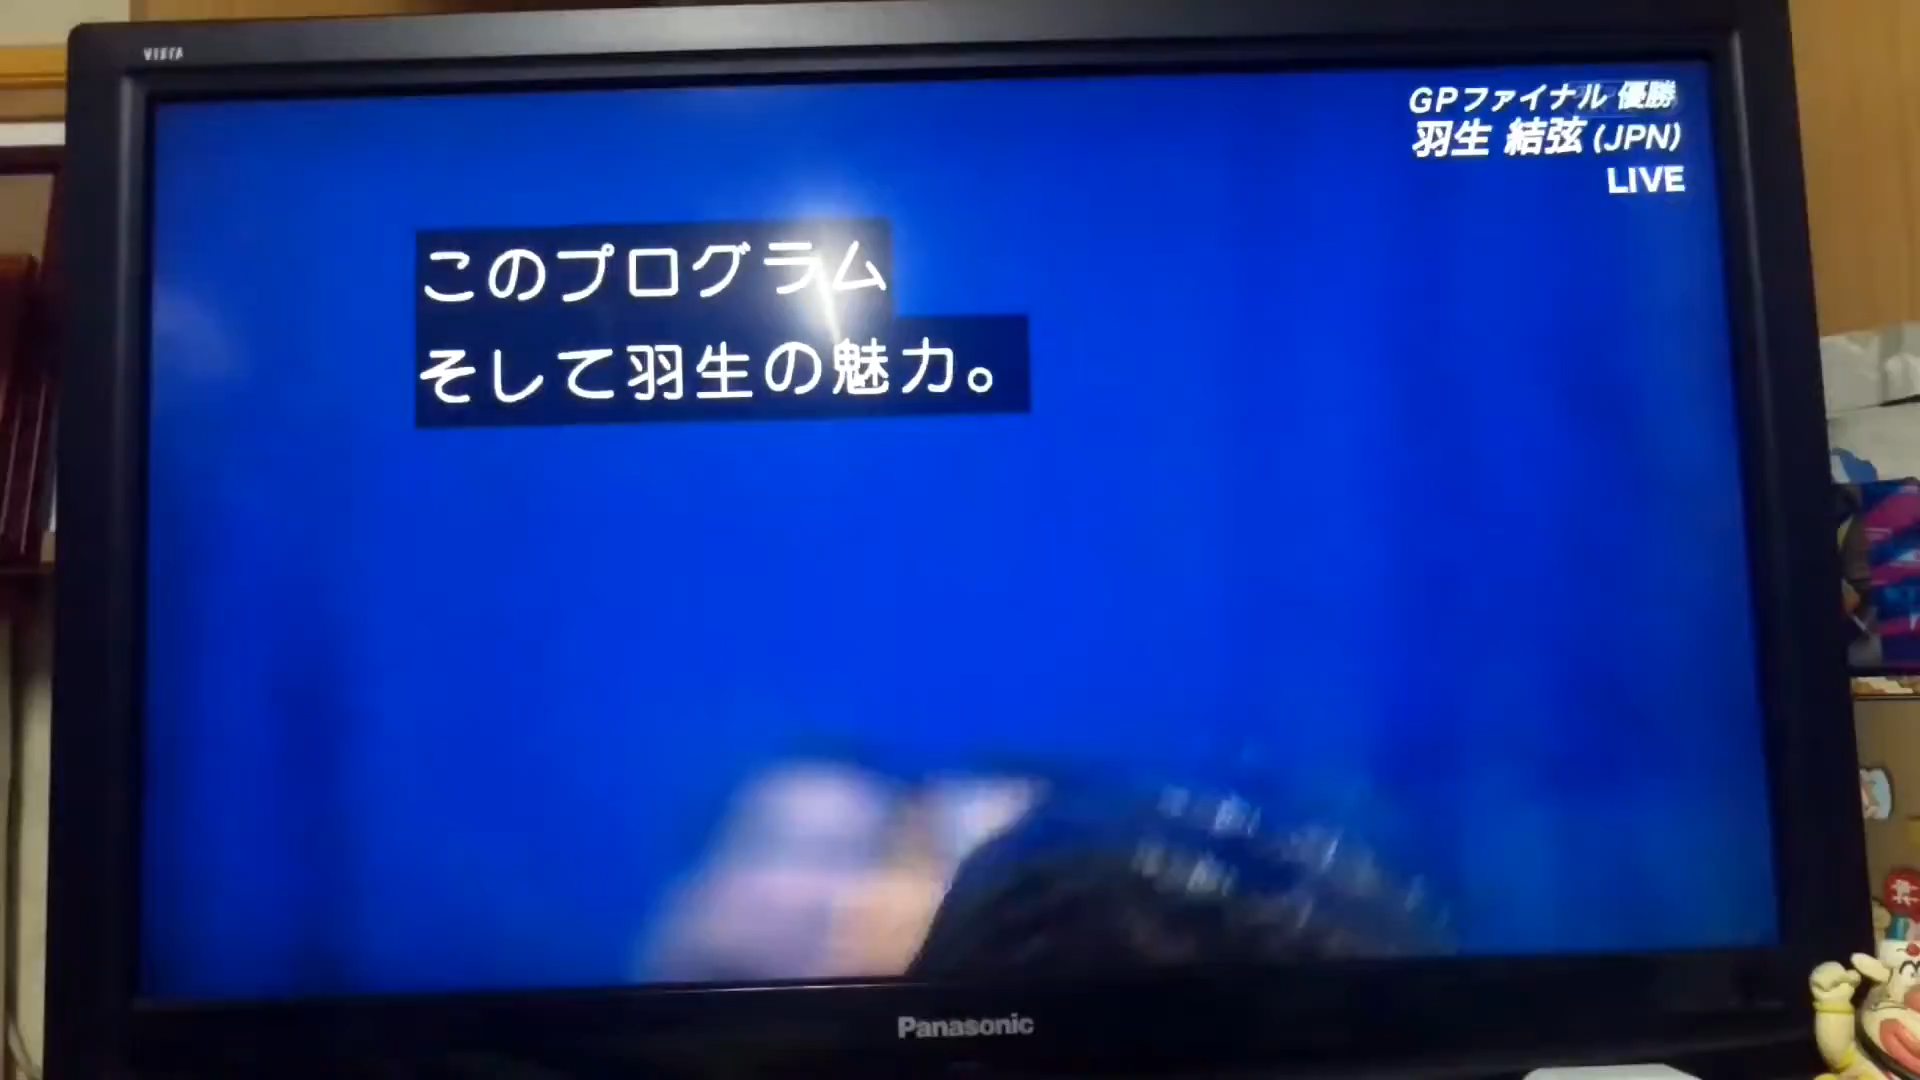 VIERA
GPファイナル 優勝
羽生 結弦 (JPN)
LIVE
このプログラム
そして羽生の魅力。
Panasonic